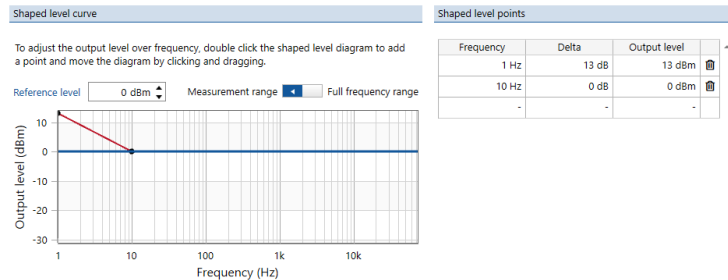 Shaped level curve
To adjust the output level over frequency, double click the shaped level diagram to add
a point and move the diagram by clicking and dragging.
Reference level 0 dBm Measurement range Full frequency range
10
0
-10
-20
-30
Output level (dBm)
1 10 100 1k 10k
Frequency (Hz)
Shaped level points
Frequency Delta Output level
1 Hz 13 dB 13 dBm
10 Hz 0 dB 0 dBm
- - -